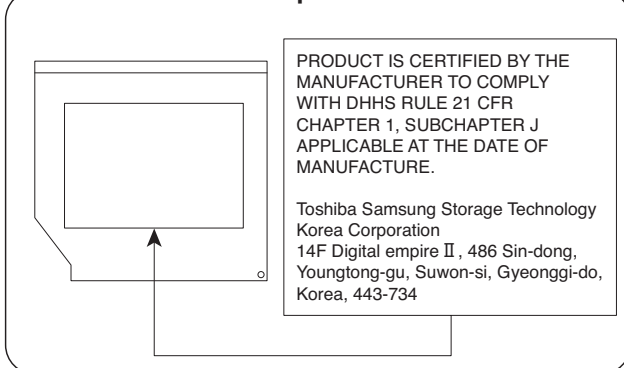 PRODUCT IS CERTIFIED BY THE
MANUFACTURER TO COMPLY
WITH DHHS RULE 21 CFR
CHAPTER 1, SUBCHAPTER J
APPLICABLE AT THE DATE OF
MANUFACTURE.
Toshiba Samsung Storage Technology
Korea Corporation
14F Digital empire Ⅱ, 486 Sin-dong,
Youngtong-gu, Suwon-si, Gyeonggi-do,
Korea, 443-734